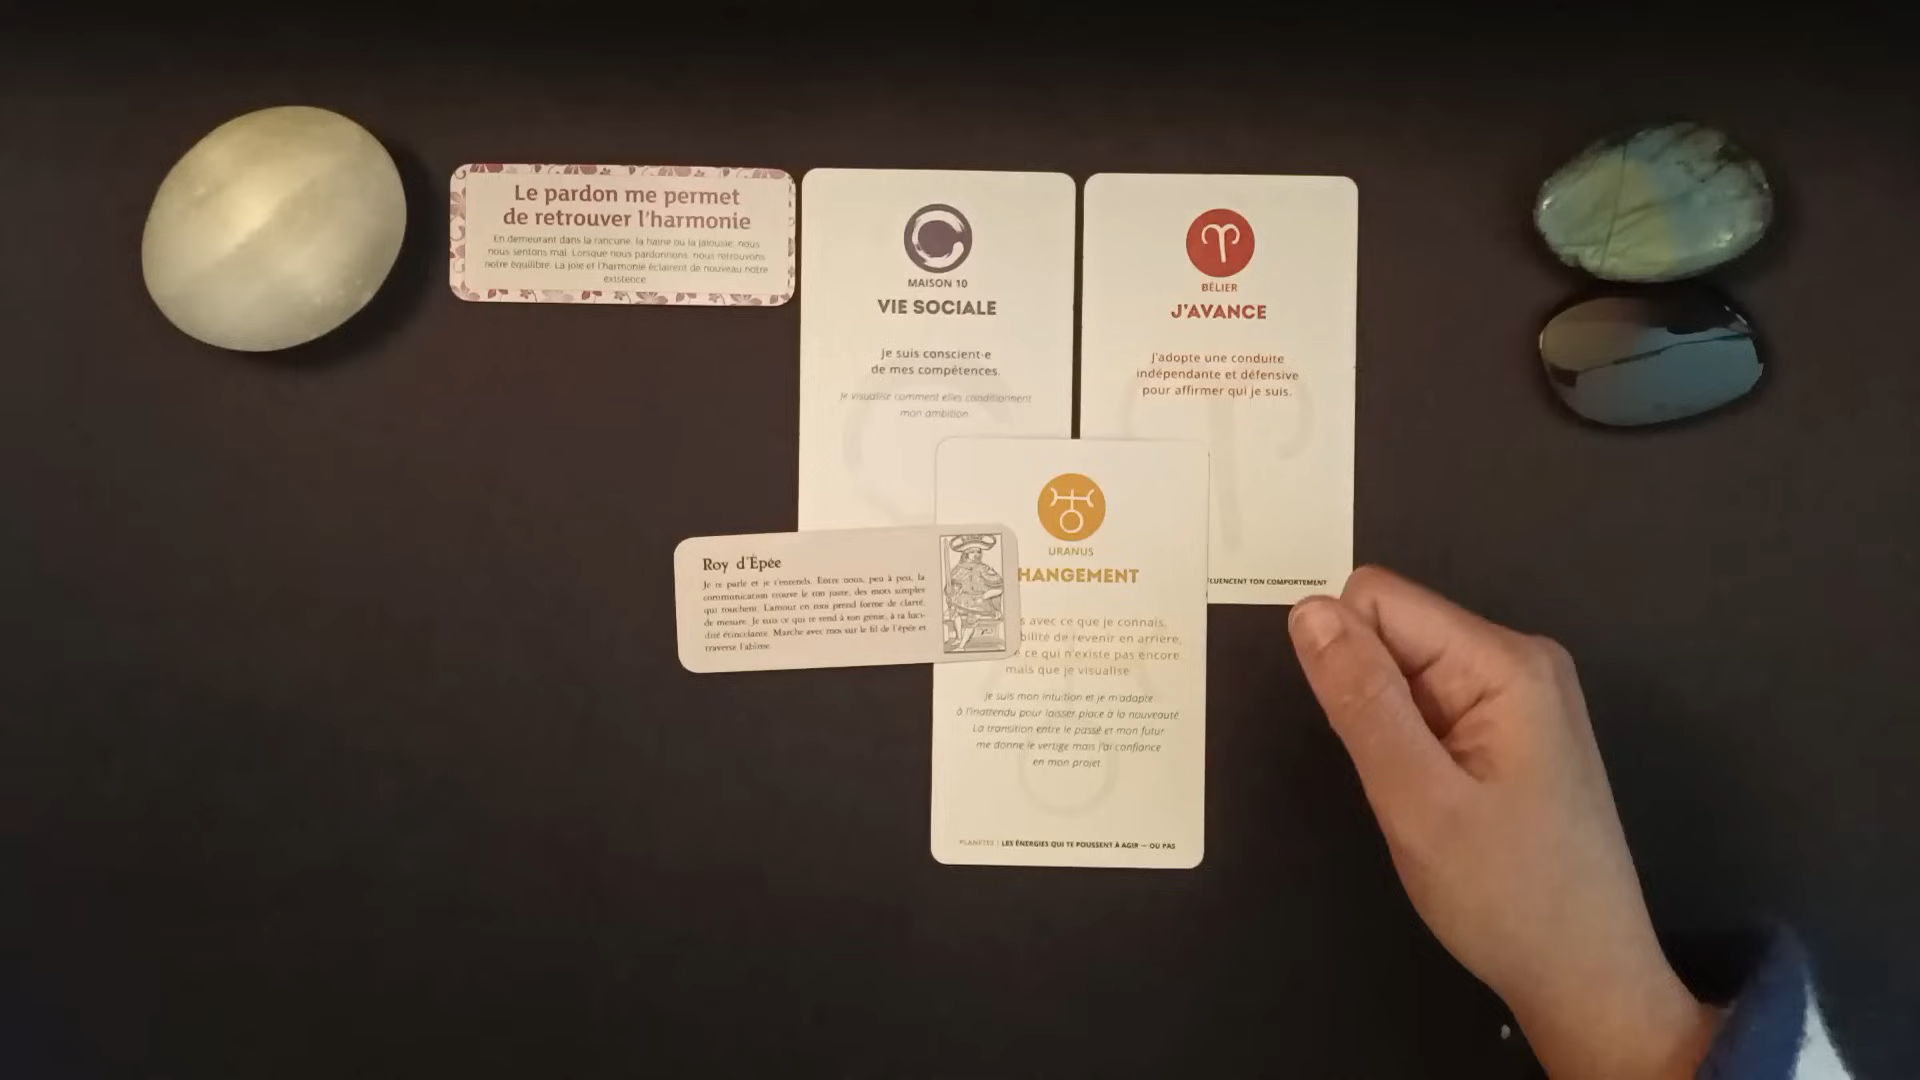 Le pardon me permet
de retrouver l'harmonie
En demeurant dans la rancune, la haine ou la jalousie, nous
nous sentons mal. Lorsque nous pardonnons, nous retrouvons
notre équilibre. La joie et l'harmonie éclairent de nouveau notre
existence.
MAISON 10
VIE SOCIALE
Je suis conscient·e
de mes compétences.
Je visualise comment elles conditionnent
mon ambition.
BÉLIER
J'AVANCE
J'adopte une conduite
indépendante et défensive
pour affirmer qui je suis.
LUENCENT TON COMPORTEMENT
Roy d'Épée
Je te parle et je t'entends. Entre nous, peu à peu, la
communication trouve le ton juste, des mots simples
qui touchent. L'amour en moi prend forme de clarté,
de mesure. Je suis ce qui te rend à ton génie, à ta luci-
dité étincelante. Marche avec moi sur le fil de l'épée et
traverse l'abîme.
URANUS
HANGEMENT
s avec ce que je connais,
bilité de revenir en arrière,
e ce qui n'existe pas encore
mais que je visualise.
Je suis mon intuition et je m'adapte
à l'inattendu pour laisser place à la nouveauté.
La transition entre le passé et mon futur
me donne le vertige mais j'ai confiance
en mon projet.
PLANÈTES | LES ÉNERGIES QUI TE POUSSENT À AGIR — OU PAS